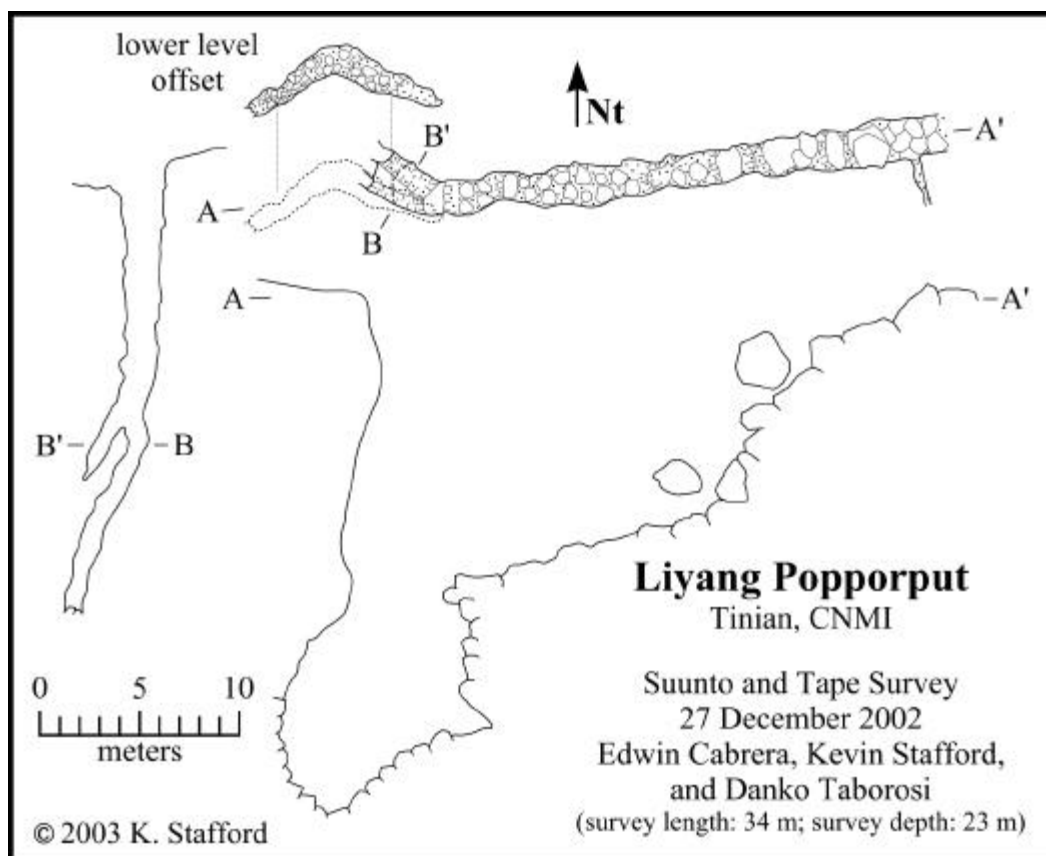 lower level
offset
Nt
B'
A'
A
B
A
A'
B'
B
Liyang Popporput
Tinian, CNMI
0 5 10
meters
Suunto and Tape Survey
27 December 2002
Edwin Cabrera, Kevin Stafford,
and Danko Taborosi
(survey length: 34 m; survey depth: 23 m)
© 2003 K. Stafford